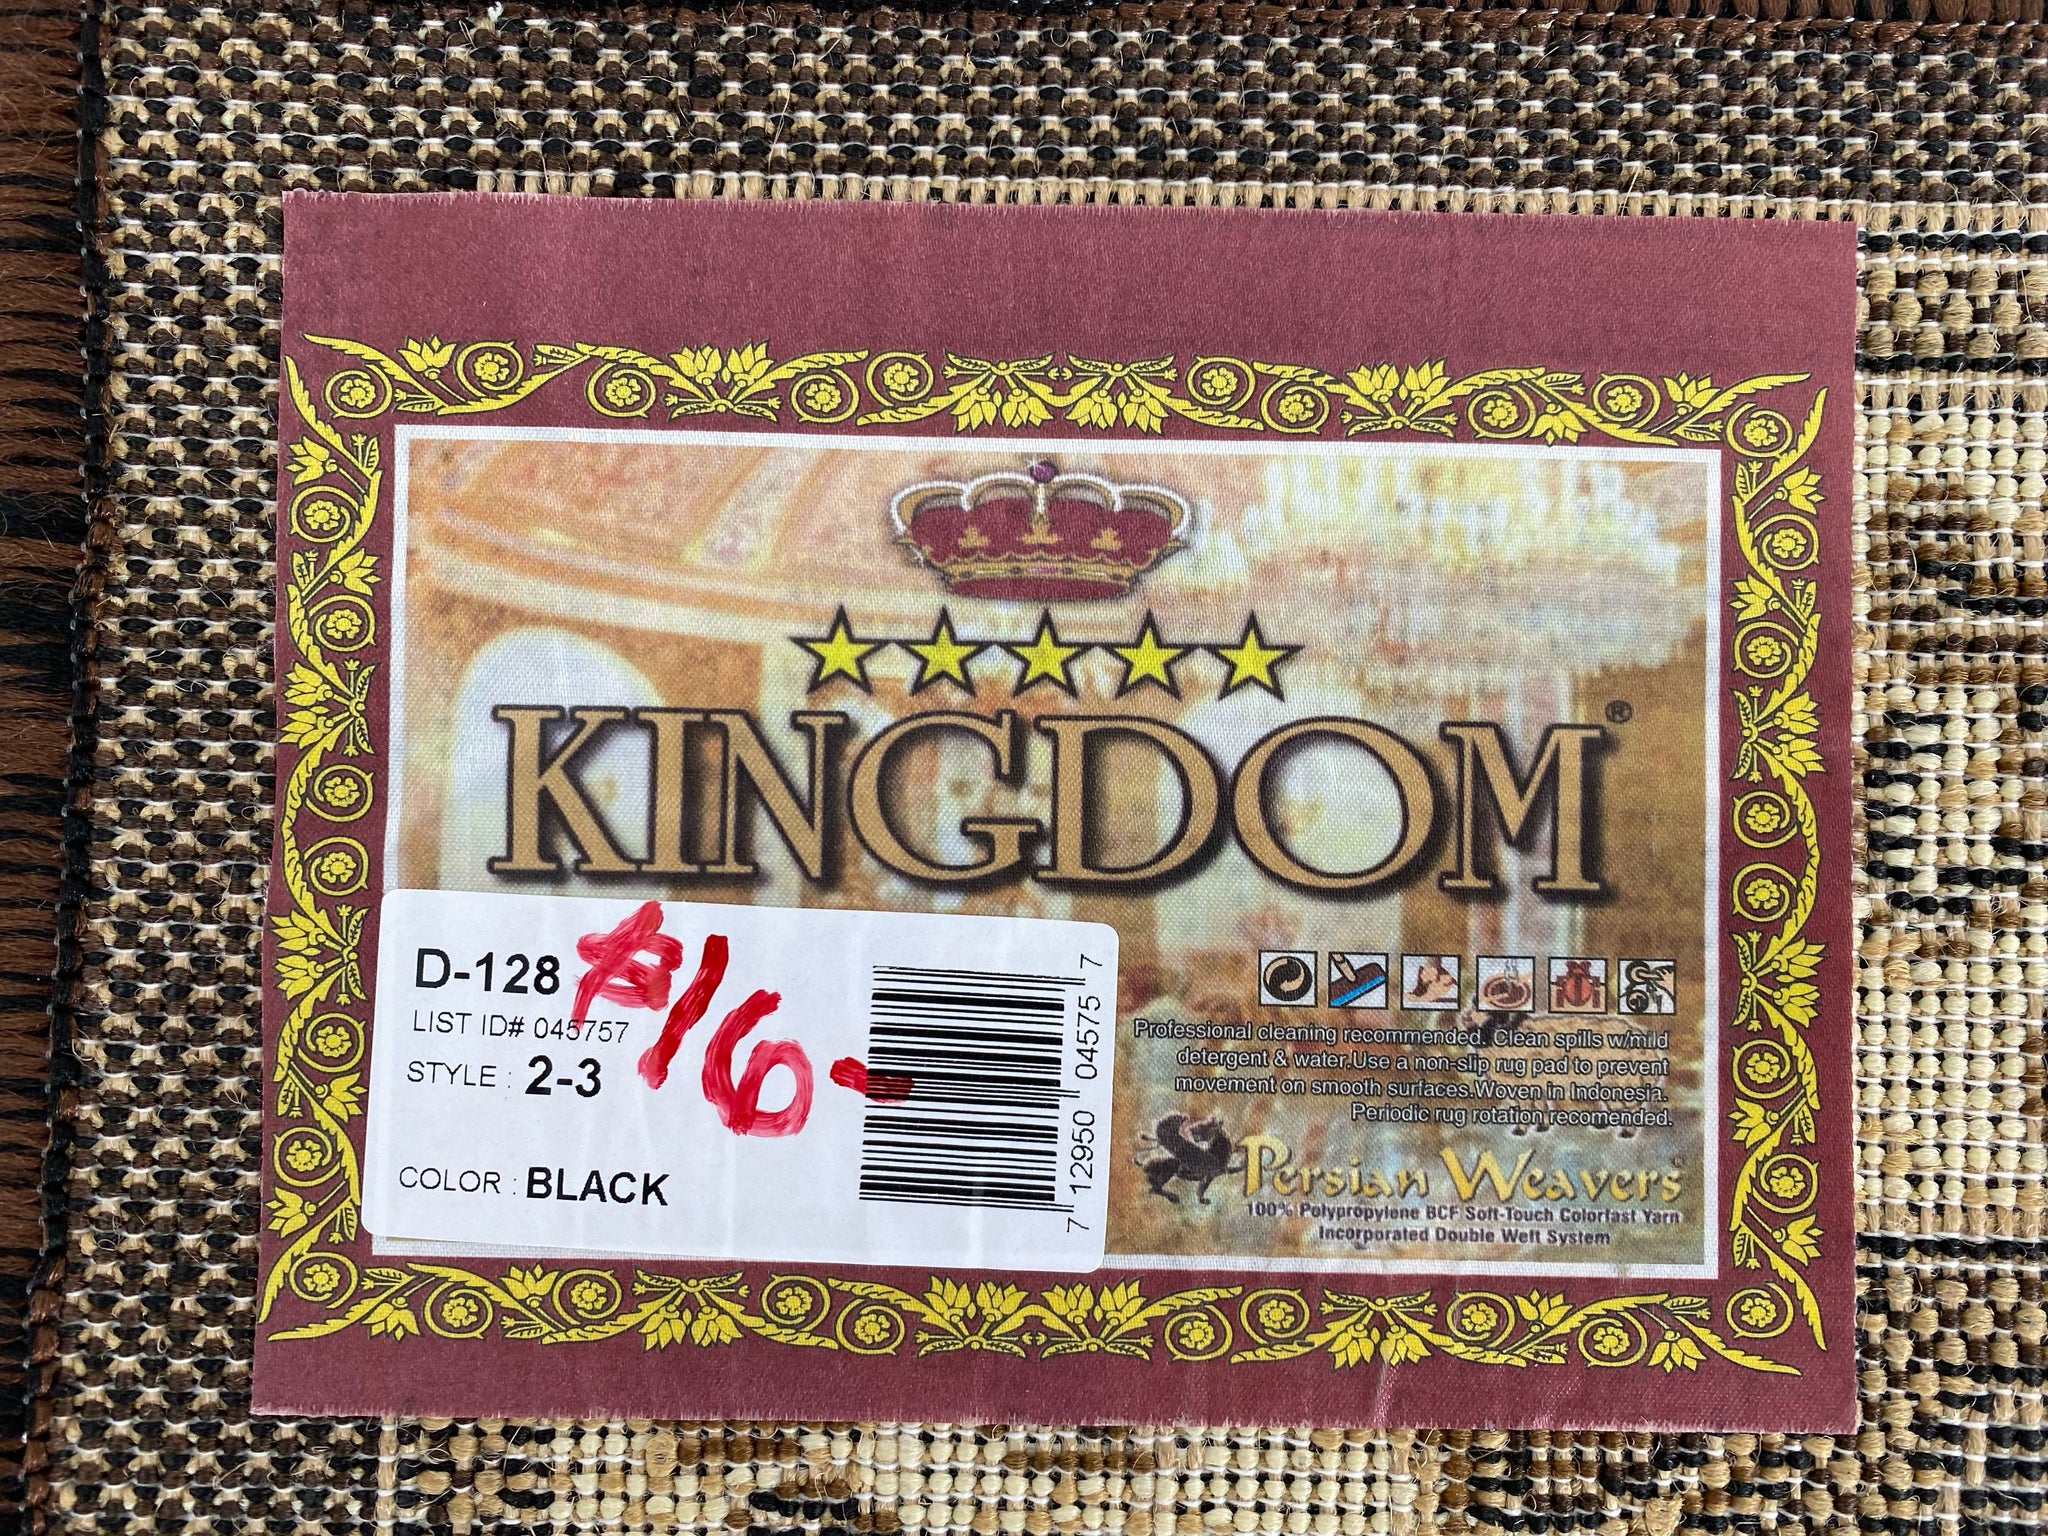 KINGDOM®
D-128
$16-
LIST ID# 045757
STYLE : 2-3
COLOR : BLACK
7 12950 04575 7
Professional cleaning recommended. Clean spills w/mild
detergent & water.Use a non-slip rug pad to prevent
movement on smooth surfaces.Woven in Indonesia.
Periodic rug rotation recomended.
Persian Weavers
100% Polypropylene BCF Soft-Touch Colorfast Yarn
Incorporated Double Weft System